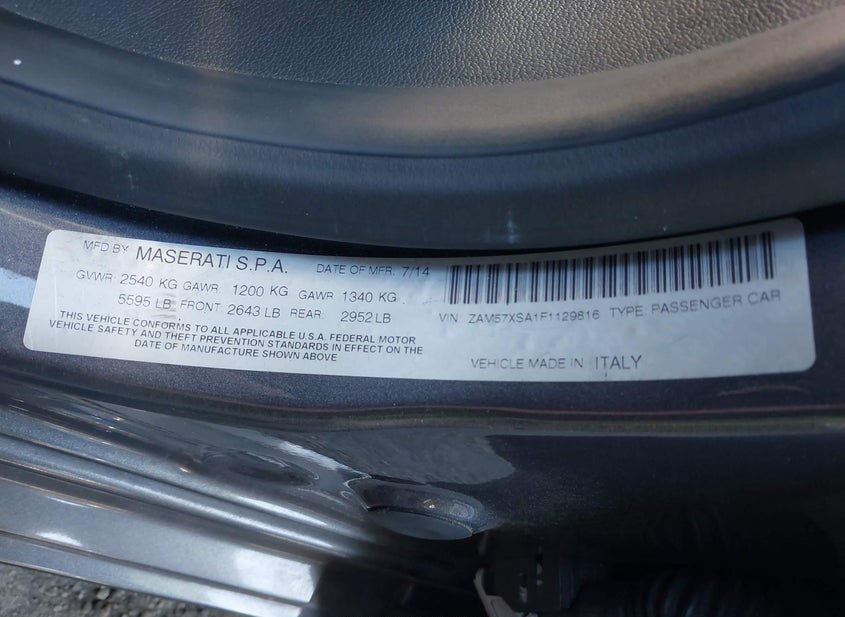 MFD BY MASERATI S.P.A. DATE OF MFR. 7/14
GVWR: 2540 KG GAWR: 1200 KG GAWR: 1340 KG
5595 LB FRONT: 2643 LB REAR: 2952 LB
THIS VEHICLE CONFORMS TO ALL APPLICABLE U.S.A. FEDERAL MOTOR
VEHICLE SAFETY AND THEFT PREVENTION STANDARDS IN EFFECT ON THE
DATE OF MANUFACTURE SHOWN ABOVE
VIN: ZAM57XSA1F1129816 TYPE: PASSENGER CAR
VEHICLE MADE IN: ITALY